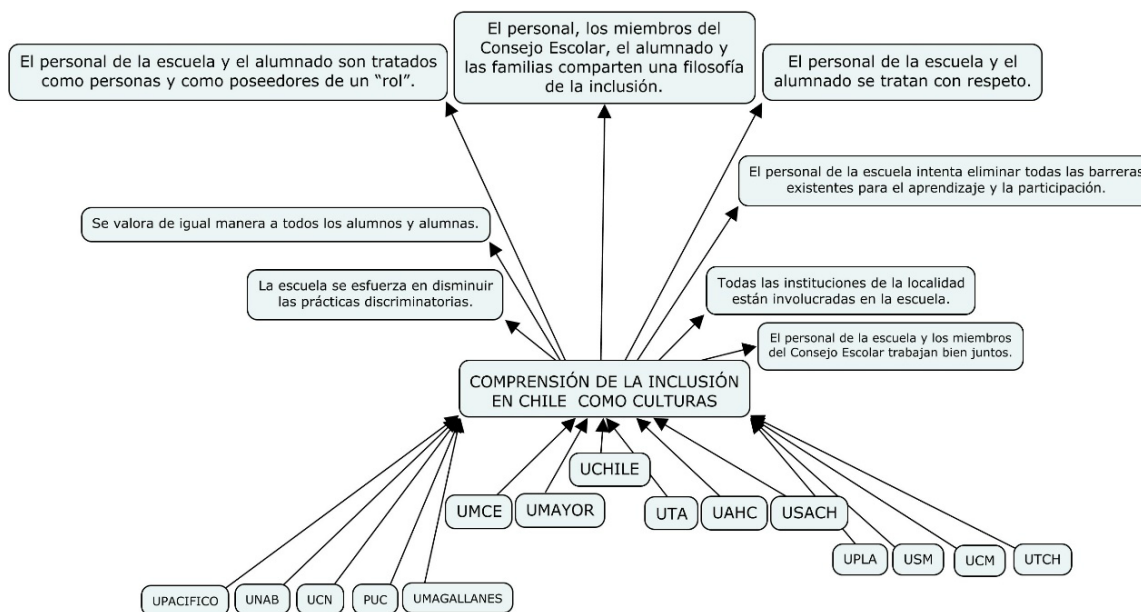 El personal de la escuela y el alumnado son tratados
como personas y como poseedores de un “rol”.
El personal, los miembros del
Consejo Escolar, el alumnado y
las familias comparten una filosofía
de la inclusión.
El personal de la escuela y el
alumnado se tratan con respeto.
El personal de la escuela intenta eliminar todas las barreras
existentes para el aprendizaje y la participación.
Se valora de igual manera a todos los alumnos y alumnas.
La escuela se esfuerza en disminuir
las prácticas discriminatorias.
Todas las instituciones de la localidad
están involucradas en la escuela.
El personal de la escuela y los miembros
del Consejo Escolar trabajan bien juntos.
COMPRENSIÓN DE LA INCLUSIÓN
EN CHILE COMO CULTURAS
UCHILE
UMCE
UMAYOR
UTA
UAHC
USACH
UPLA
USM
UCM
UTCH
UPACIFICO
UNAB
UCN
PUC
UMAGALLANES